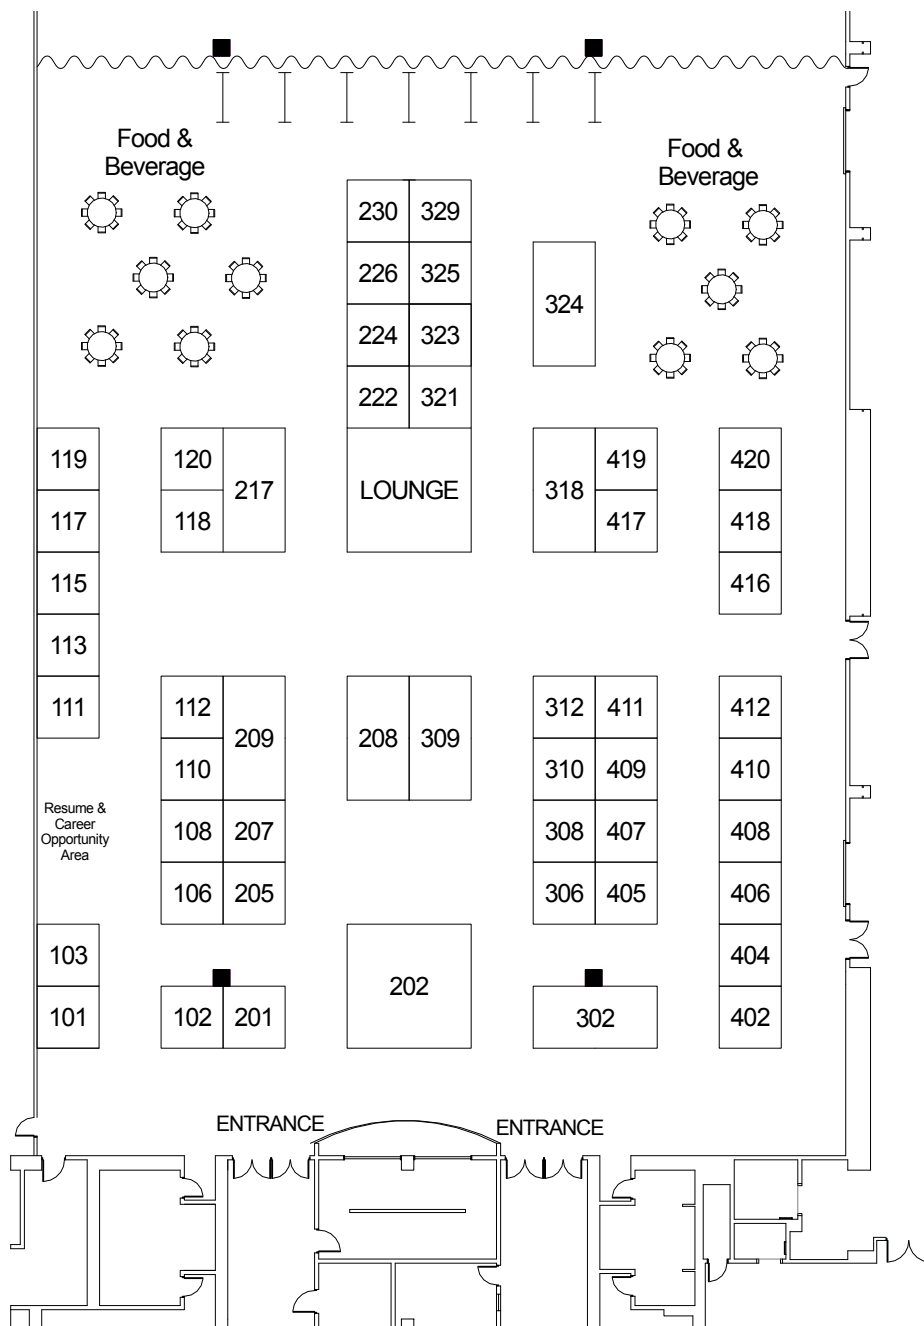 Food &
Beverage
Food &
Beverage
230 329
226 325
324
224 323
222 321
119 120 217 LOUNGE 318 419 420
117 118 417 418
115 416
113
111 112 209 208 309 312 411 412
110 310 409 410
Resume &
Career
Opportunity
Area
108 207 308 407 408
106 205 306 405 406
103 202 404
101 102 201 302 402
ENTRANCE ENTRANCE